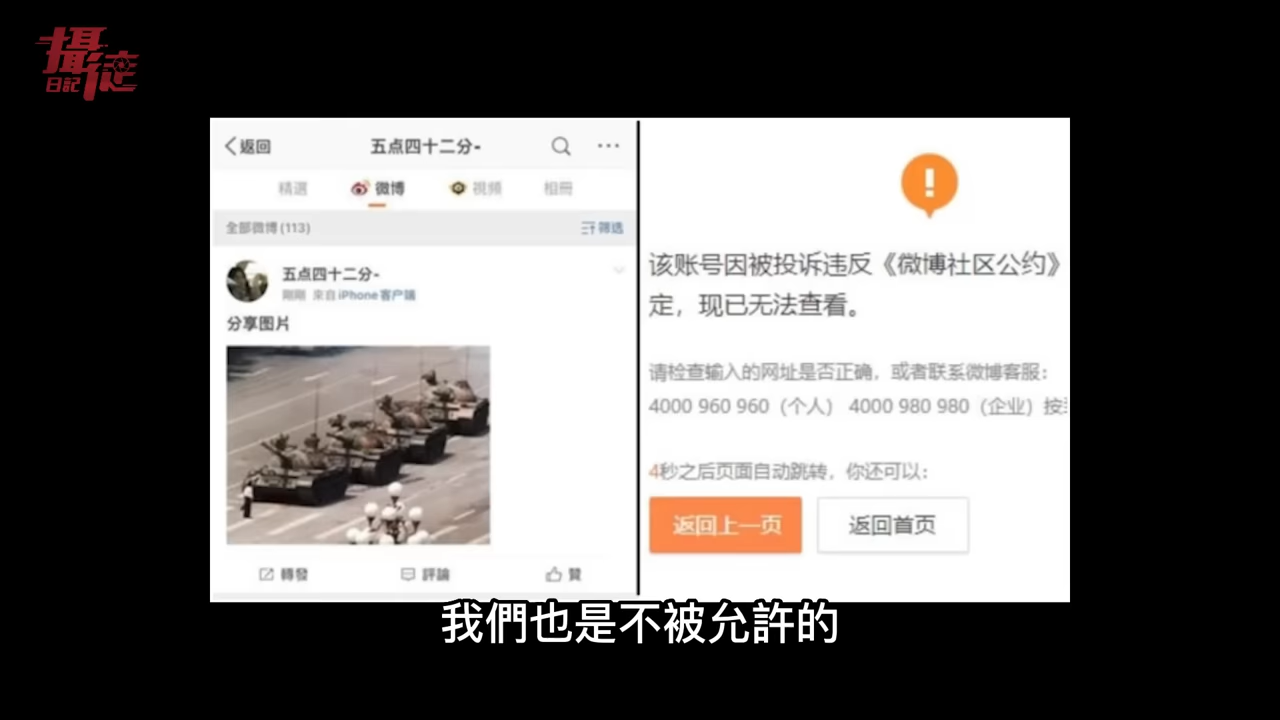 攝徒
日記
返回
五点四十二分-
精選
微博
視頻
相冊
全部微博(113)
筛选
五点四十二分-
剛剛 来自iPhone客户端
分享图片
轉發
評論
贊
该账号因被投诉违反《微博社区公约》
定，现已无法查看。
请检查输入的网址是否正确，或者联系微博客服：
4000 960 960（个人） 4000 980 980（企业）按
4秒之后页面自动跳转，你还可以：
返回上一页
返回首页
我們也是不被允許的